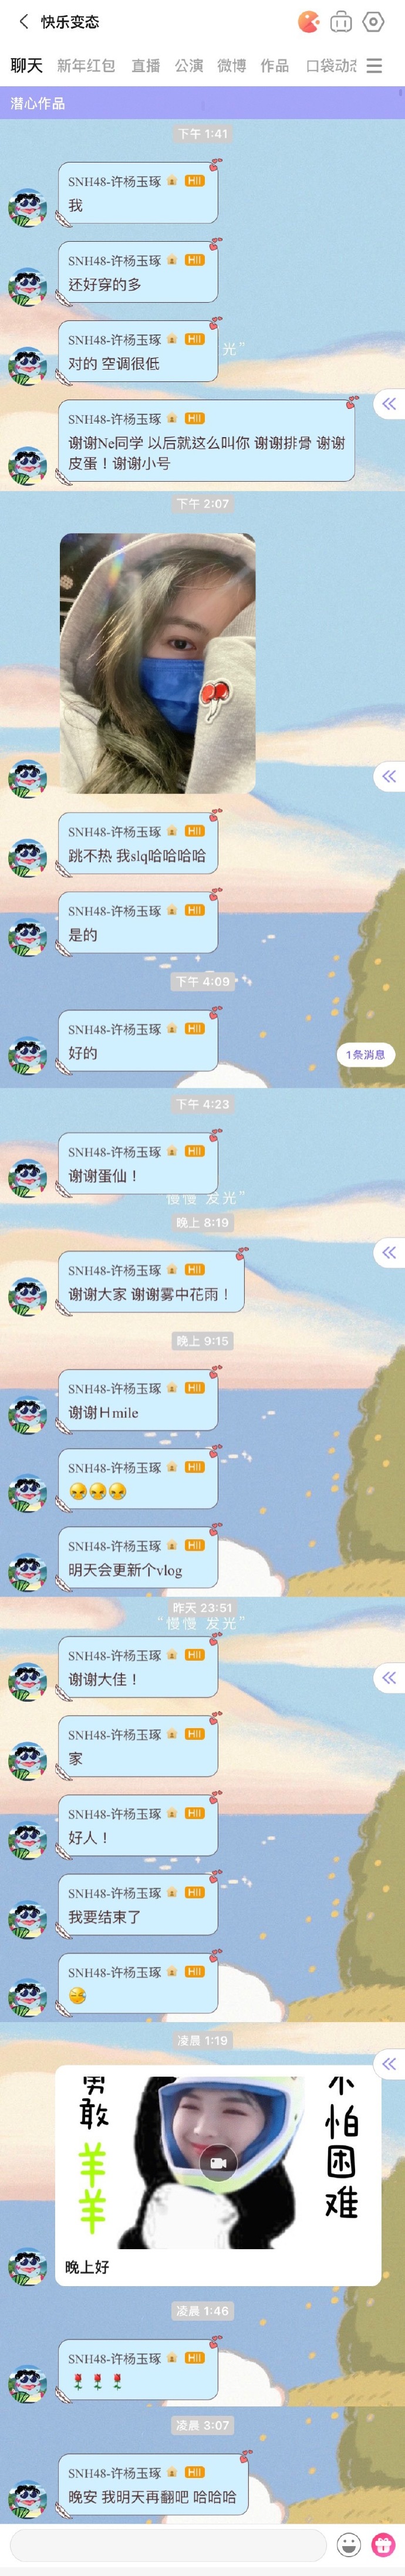 快乐变态
聊天 新年红包 直播 公演 微博 作品 口袋动态
潜心作品
下午 1:41
SNH48-许杨玉琢 HII
我
SNH48-许杨玉琢 HII
还好穿的多
SNH48-许杨玉琢 HII
光”
对的 空调很低
SNH48-许杨玉琢 HII
谢谢Ne同学 以后就这么叫你 谢谢排骨 谢谢
皮蛋！谢谢小号
下午 2:07
SNH48-许杨玉琢 HII
跳不热 我slq哈哈哈哈
SNH48-许杨玉琢 HII
是的
下午 4:09
SNH48-许杨玉琢 HII
好的
1条消息
下午 4:23
SNH48-许杨玉琢 HII
谢谢蛋仙！
慢慢 发光”
晚上 8:19
SNH48-许杨玉琢 HII
谢谢大家 谢谢雾中花雨！
晚上 9:15
SNH48-许杨玉琢 HII
谢谢Hmile
SNH48-许杨玉琢 HII
SNH48-许杨玉琢 HII
明天会更新个vlog
昨天 23:51
“慢慢 发光”
SNH48-许杨玉琢 HII
谢谢大佳！
SNH48-许杨玉琢 HII
家
SNH48-许杨玉琢 HII
好人！
SNH48-许杨玉琢 HII
我要结束了
SNH48-许杨玉琢 HII
凌晨 1:19
勇敢羊羊
不怕困难
晚上好
凌晨 1:46
SNH48-许杨玉琢 HII
🌹🌹🌹
凌晨 3:07
SNH48-许杨玉琢 HII
晚安 我明天再翻吧 哈哈哈